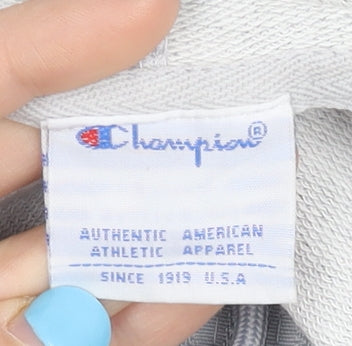 Champion®
AUTHENTIC AMERICAN
ATHLETIC APPAREL
SINCE 1919 U.S.A